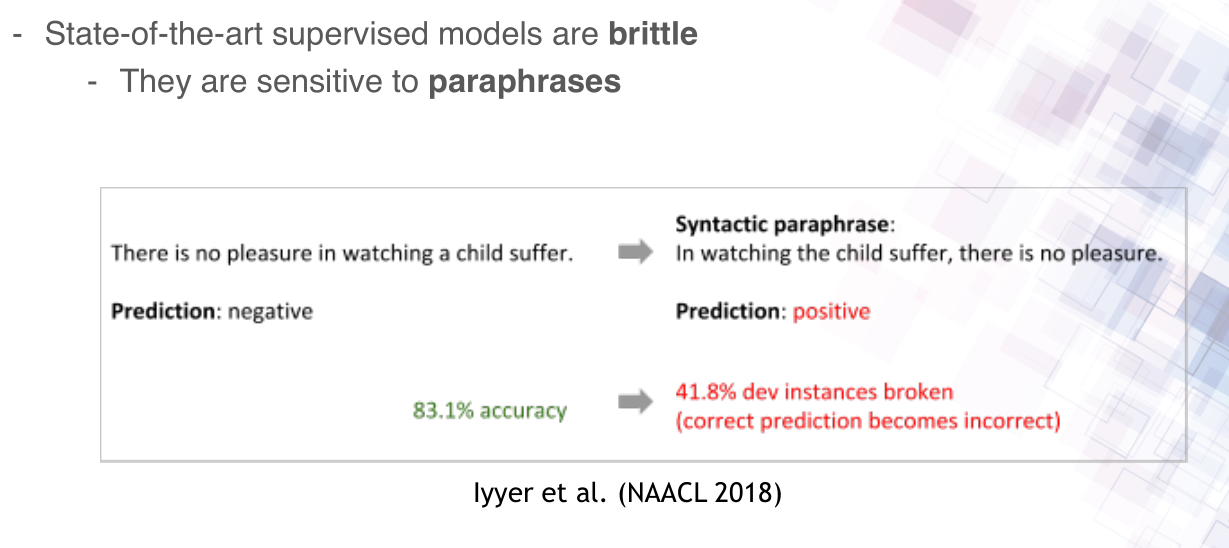 - State-of-the-art supervised models are brittle
- They are sensitive to paraphrases
Syntactic paraphrase:
There is no pleasure in watching a child suffer.
In watching the child suffer, there is no pleasure.
Prediction: negative
Prediction: positive
83.1% accuracy
41.8% dev instances broken
(correct prediction becomes incorrect)
Iyyer et al. (NAACL 2018)